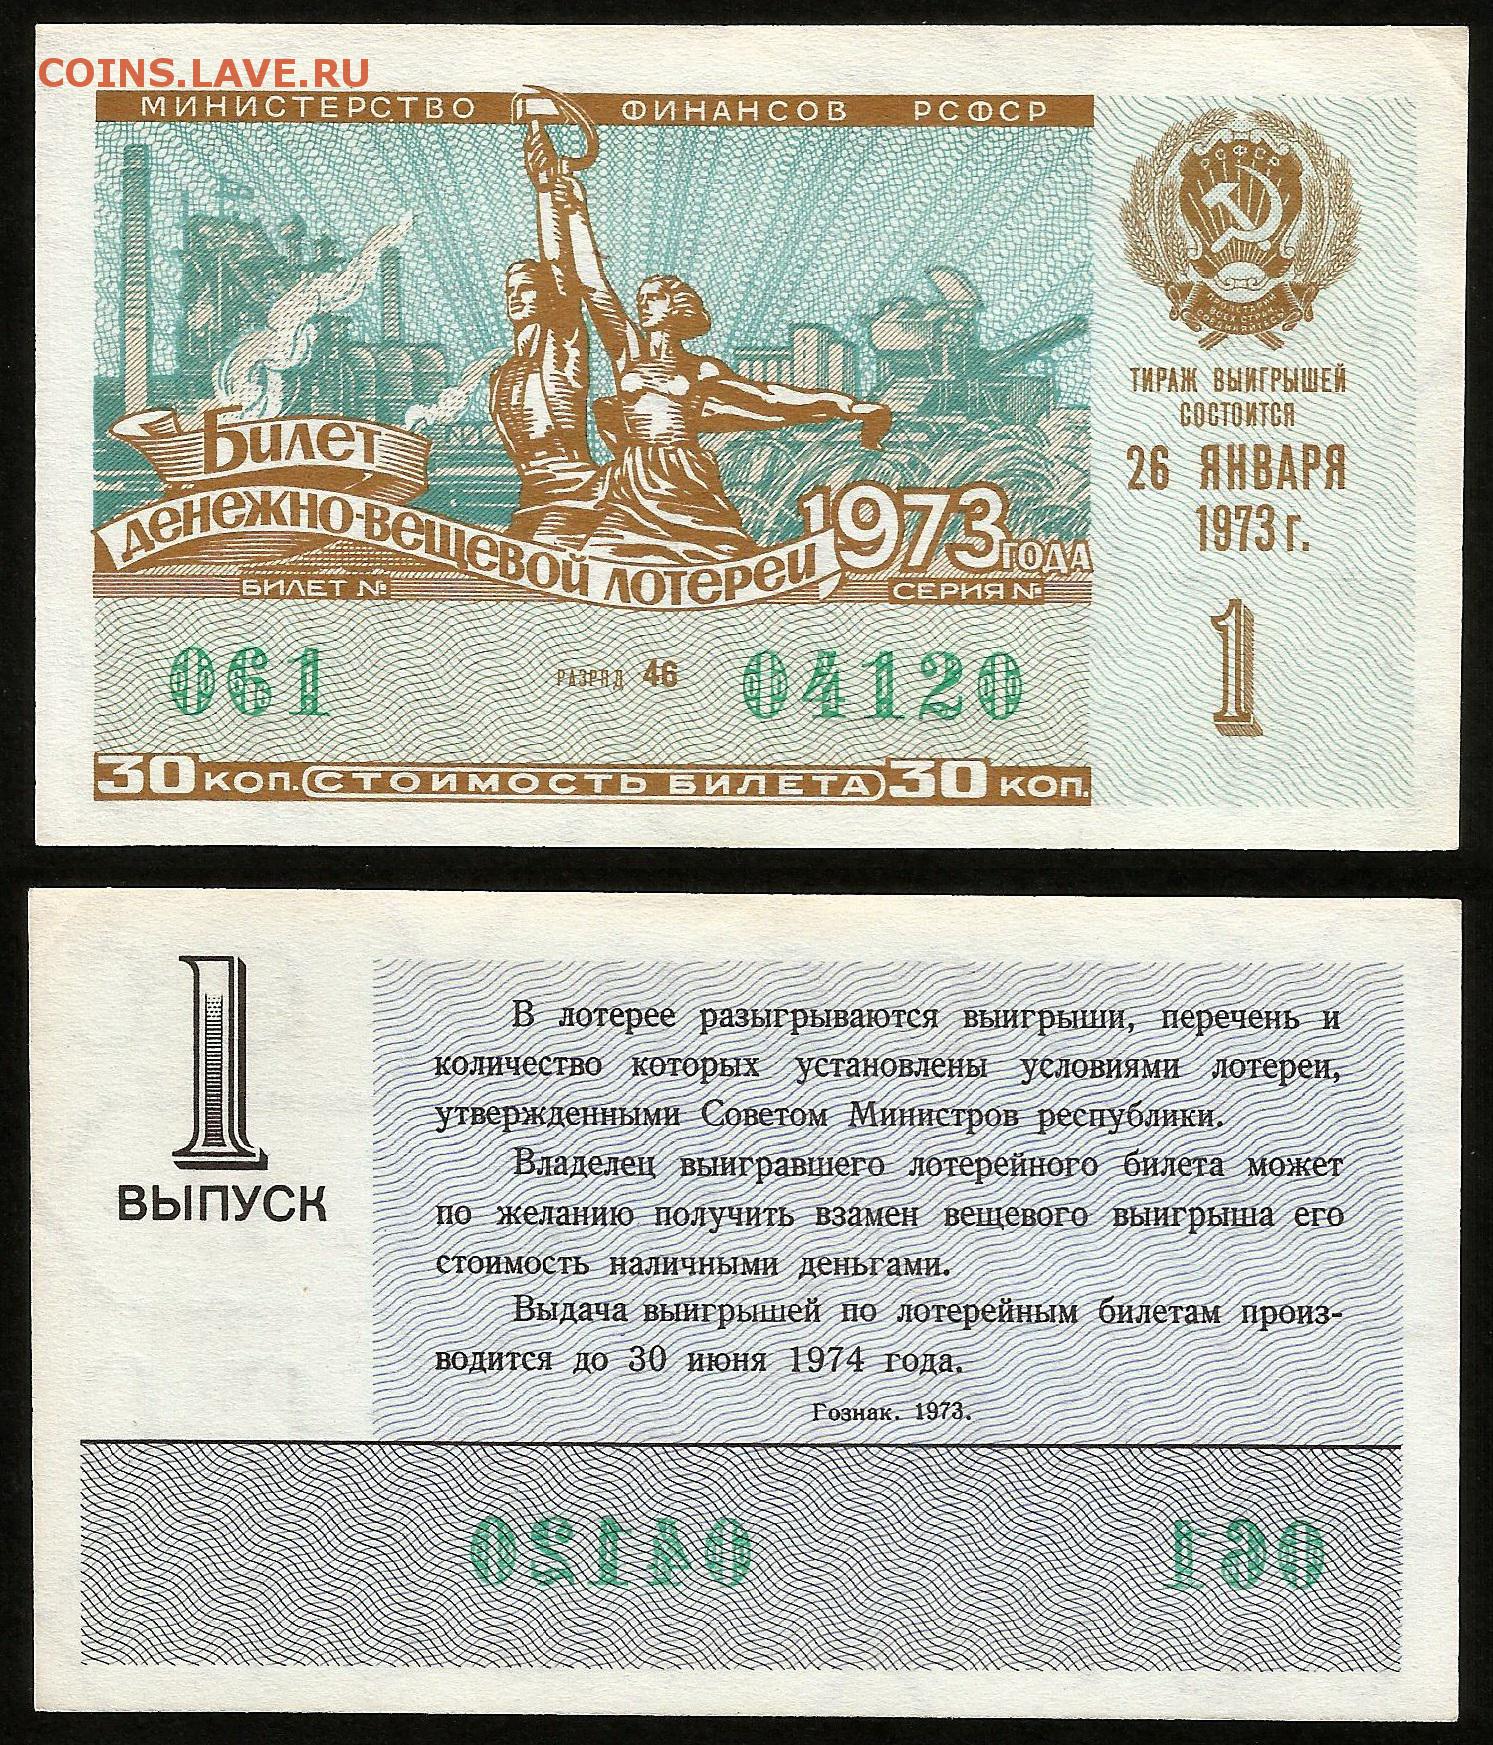 COINS.LAVE.RU
МИНИСТЕРСТВО ФИНАНСОВ РСФСР
РСФСР
ТИРАЖ ВЫИГРЫШЕЙ
СОСТОИТСЯ
26 ЯНВАРЯ
1973 г.
1
Билет
денежно-вещевой лотереи 1973 года
БИЛЕТ № СЕРИЯ №
061 РАЗРЯД 46 04120
30 КОП. СТОИМОСТЬ БИЛЕТА 30 КОП.
1
ВЫПУСК
В лотерее разыгрываются выигрыши, перечень и
количество которых установлены условиями лотереи,
утвержденными Советом Министров республики.
Владелец выигравшего лотерейного билета может
по желанию получить взамен вещевого выигрыша его
стоимость наличными деньгами.
Выдача выигрышей по лотерейным билетам произ-
водится до 30 июня 1974 года.
Гознак. 1973.
04120 061